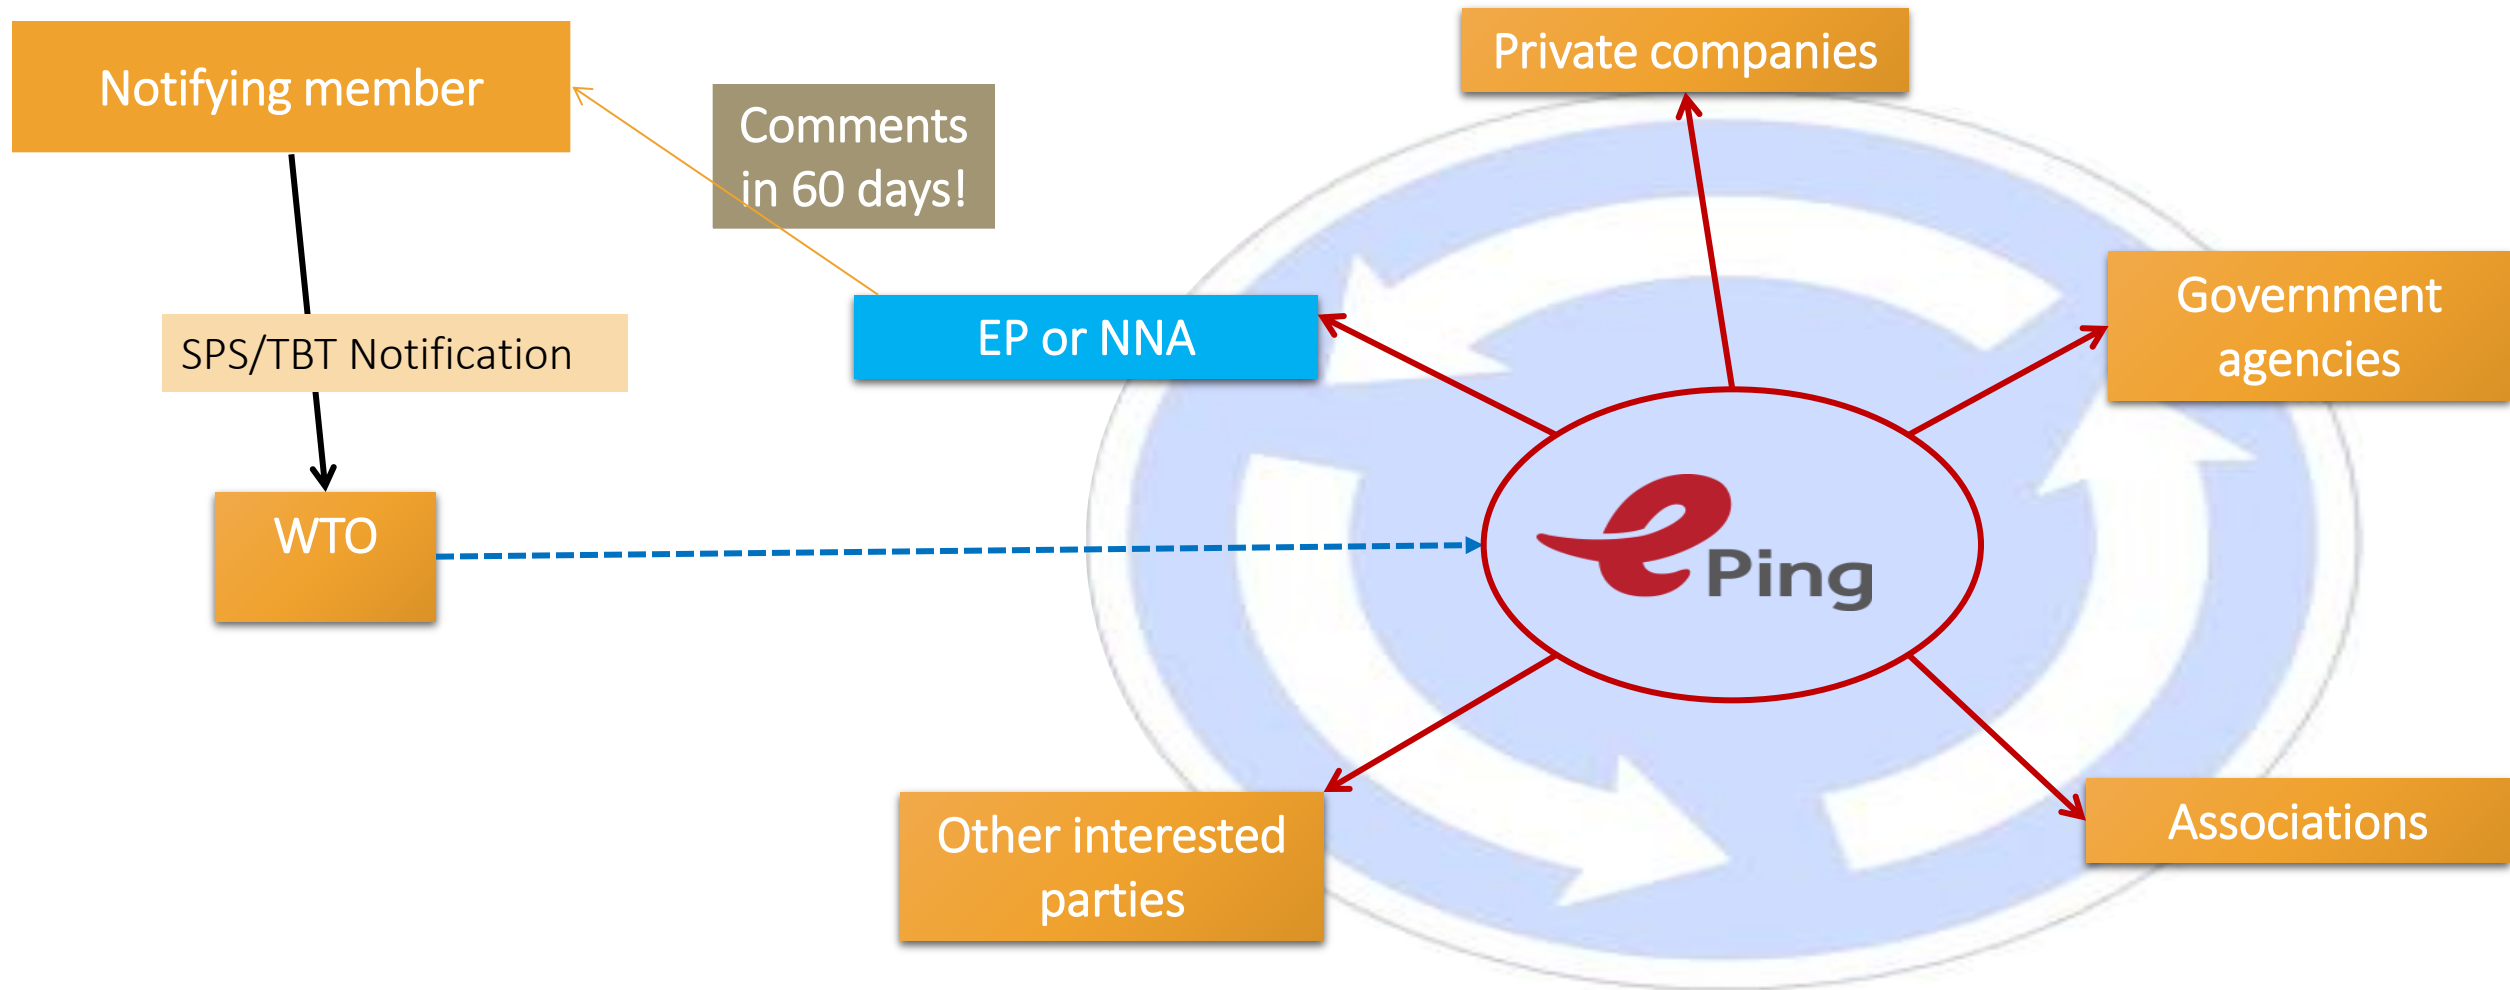 Notifying member
Comments
in 60 days!
Private companies
Government
agencies
EP or NNA
SPS/TBT Notification
WTO
e Ping
Other interested
parties
Associations